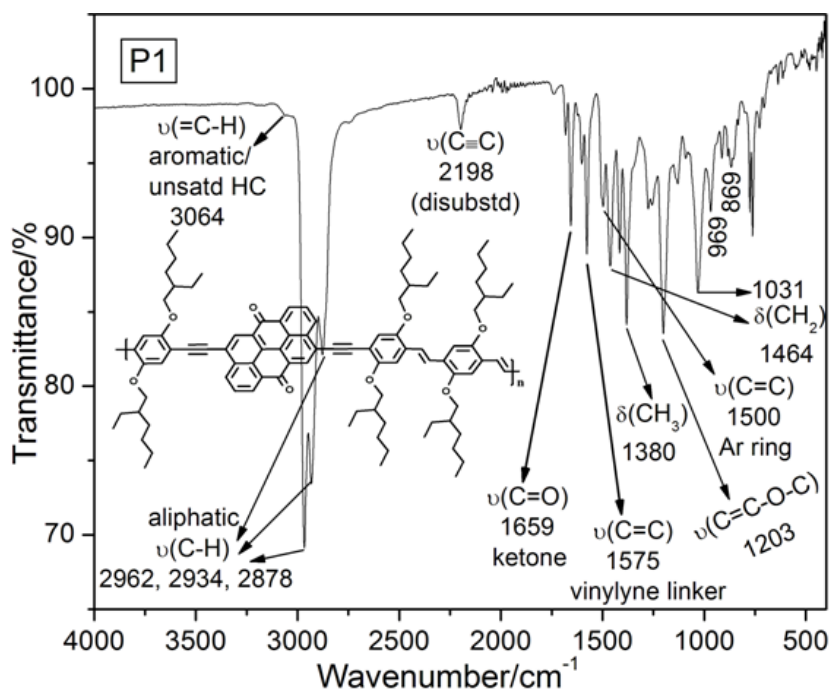 P1
100
90
80
70
Transmittance/%
υ(=C-H)
aromatic/
unsatd HC
3064
υ(C≡C)
2198
(disubstd)
O
O
O
O
O
O
O
O
n
aliphatic
υ(C-H)
2962, 2934, 2878
υ(C=O)
1659
ketone
υ(C=C)
1575
vinylyne linker
δ(CH₃)
1380
υ(C=C-O-C)
1203
υ(C=C)
1500
Ar ring
1031
δ(CH₂)
1464
969
869
4000
3500
3000
2500
2000
1500
1000
500
Wavenumber/cm⁻¹